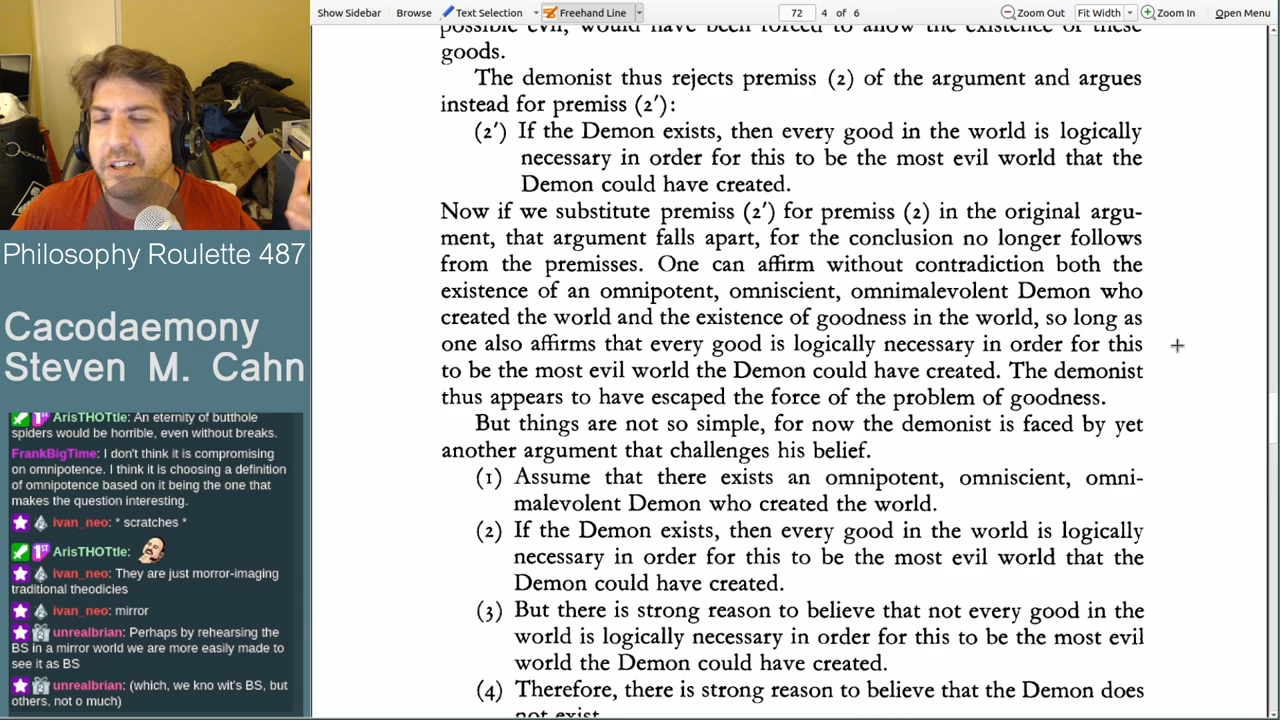 Show Sidebar Browse Text Selection Freehand Line 72 4 of 6 Zoom Out Fit Width Zoom In Open Menu
possible evil, would have been forced to allow the existence of these
goods.
The demonist thus rejects premiss (2) of the argument and argues
instead for premiss (2′):
(2′) If the Demon exists, then every good in the world is logically
necessary in order for this to be the most evil world that the
Demon could have created.
Now if we substitute premiss (2′) for premiss (2) in the original argu-
ment, that argument falls apart, for the conclusion no longer follows
from the premisses. One can affirm without contradiction both the
existence of an omnipotent, omniscient, omnimalevolent Demon who
created the world and the existence of goodness in the world, so long as
one also affirms that every good is logically necessary in order for this
to be the most evil world the Demon could have created. The demonist
thus appears to have escaped the force of the problem of goodness.
But things are not so simple, for now the demonist is faced by yet
another argument that challenges his belief.
(1) Assume that there exists an omnipotent, omniscient, omni-
malevolent Demon who created the world.
(2) If the Demon exists, then every good in the world is logically
necessary in order for this to be the most evil world that the
Demon could have created.
(3) But there is strong reason to believe that not every good in the
world is logically necessary in order for this to be the most evil
world the Demon could have created.
(4) Therefore, there is strong reason to believe that the Demon does
not exist.
Philosophy Roulette 487
Cacodaemony
Steven M. Cahn
1ST ArisTHOTtle: An eternity of butthole
spiders would be horrible, even without breaks.
FrankBigTime: I don't think it is compromising
on omnipotence. I think it is choosing a definition
of omnipotence based on it being the one that
makes the question interesting.
ivan_neo: * scratches *
1ST ArisTHOTtle:
ivan_neo: They are just morror-imaging
traditional theodicies
ivan_neo: mirror
unrealbrian: Perhaps by rehearsing the
BS in a mirror world we are more easily made to
see it as BS
unrealbrian: (which, we kno wit's BS, but
others, not o much)